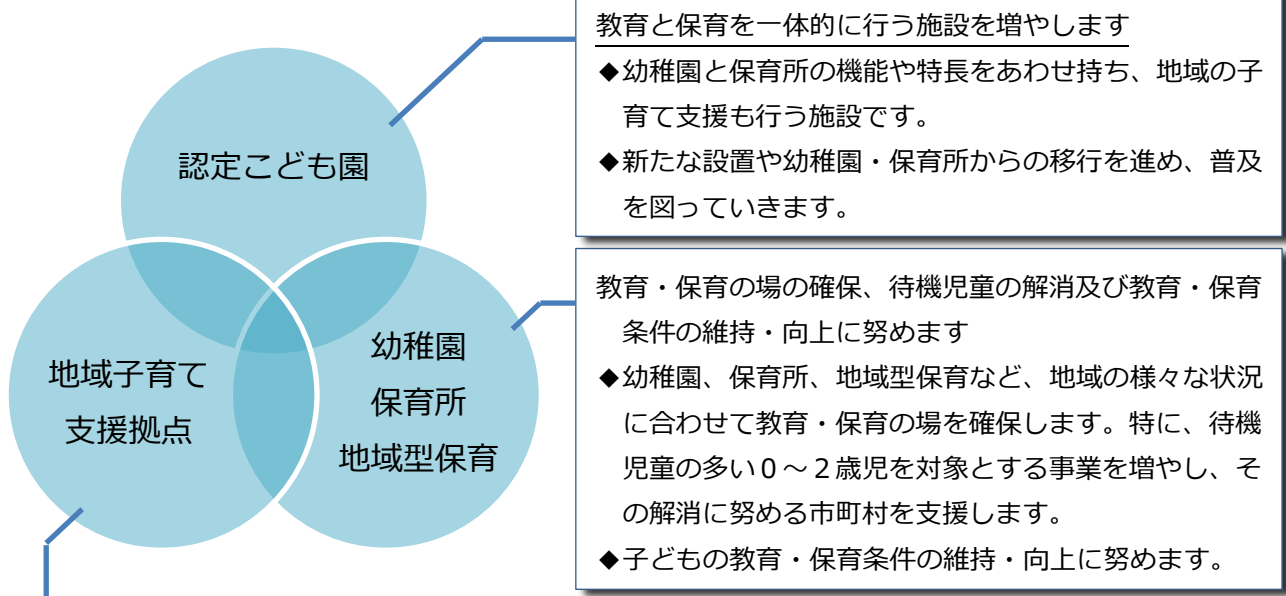 認定こども園
地域子育て
支援拠点
幼稚園
保育所
地域型保育
教育と保育を一体的に行う施設を増やします
◆幼稚園と保育所の機能や特長をあわせ持ち、地域の子
育て支援も行う施設です。
◆新たな設置や幼稚園・保育所からの移行を進め、普及
を図っていきます。
教育・保育の場の確保、待機児童の解消及び教育・保育
条件の維持・向上に努めます
◆幼稚園、保育所、地域型保育など、地域の様々な状況
に合わせて教育・保育の場を確保します。特に、待機
児童の多い０～２歳児を対象とする事業を増やし、そ
の解消に努める市町村を支援します。
◆子どもの教育・保育条件の維持・向上に努めます。